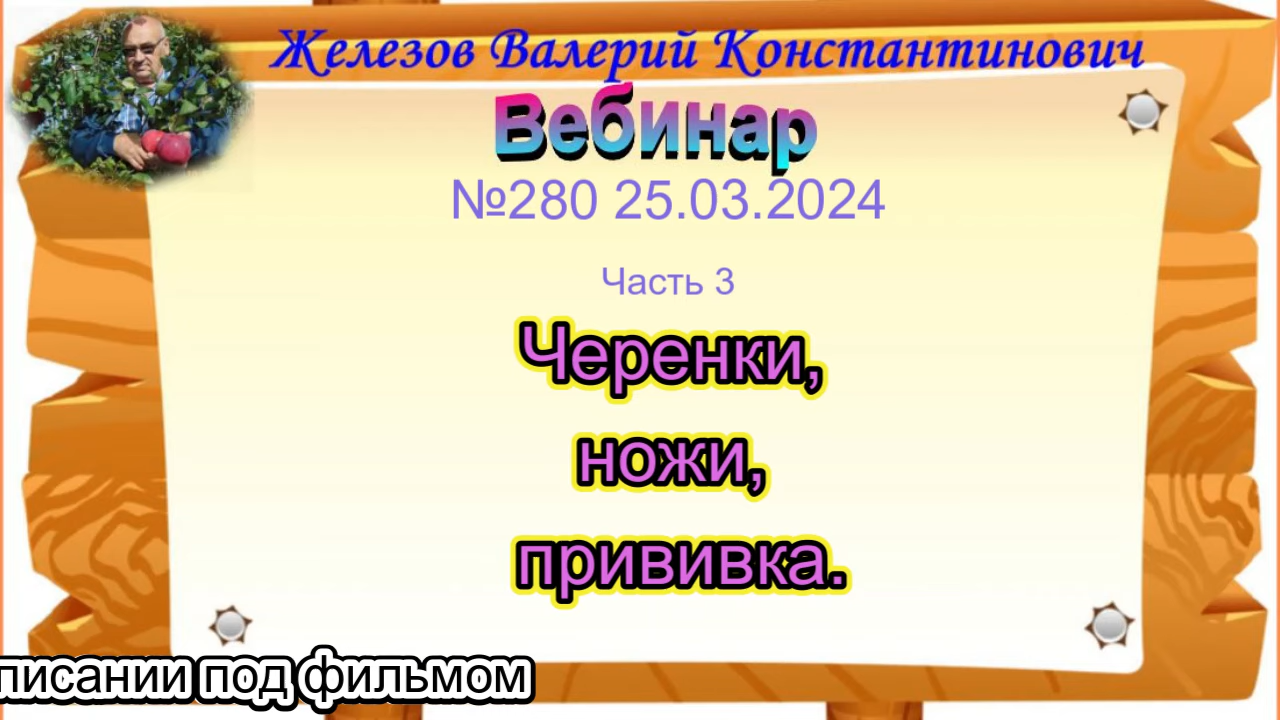 Железов Валерий Константинович
Вебинар
№280 25.03.2024
Часть 3
Черенки,
ножи,
прививка.
писании под фильмом